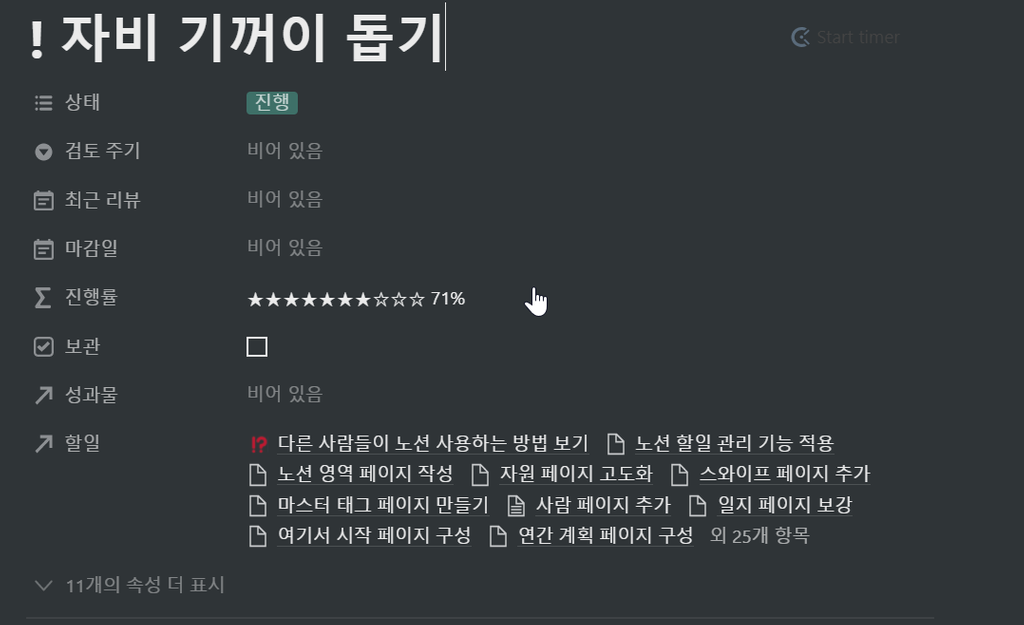 ! 자비 기꺼이 돕기
Start timer
상태 진행
검토 주기 비어 있음
최근 리뷰 비어 있음
마감일 비어 있음
진행률 ★★★★★★★☆☆☆ 71%
보관
성과물 비어 있음
할일 ⁉ 다른 사람들이 노션 사용하는 방법 보기 노션 할일 관리 기능 적용
노션 영역 페이지 작성 자원 페이지 고도화 스와이프 페이지 추가
마스터 태그 페이지 만들기 사람 페이지 추가 일지 페이지 보강
여기서 시작 페이지 구성 연간 계획 페이지 구성 외 25개 항목
11개의 속성 더 표시